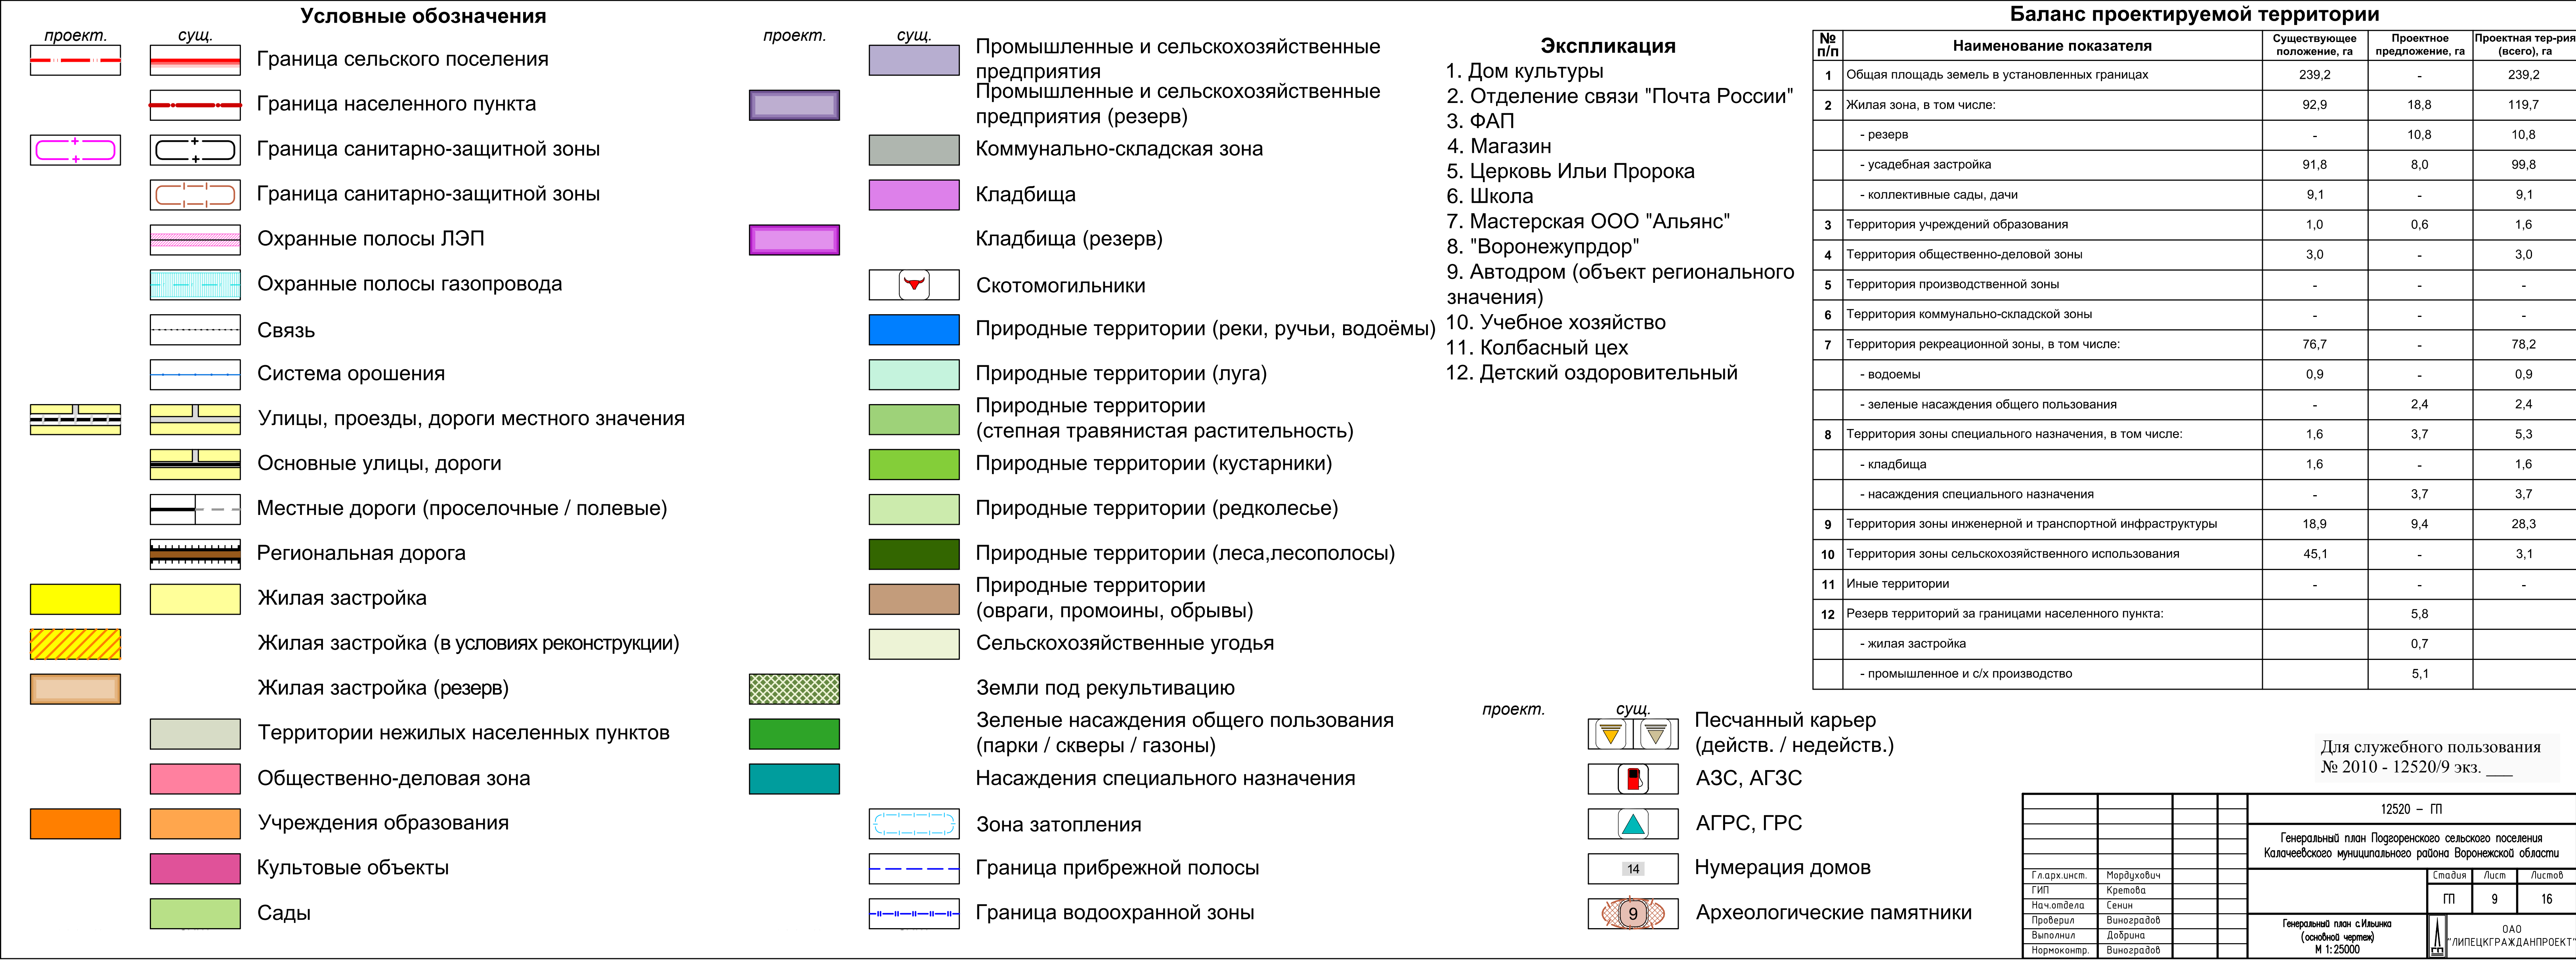 Условные обозначения
проект. сущ.
Граница сельского поселения
Граница населенного пункта
Граница санитарно-защитной зоны
Граница санитарно-защитной зоны
Охранные полосы ЛЭП
Охранные полосы газопровода
Связь
Система орошения
Улицы, проезды, дороги местного значения
Основные улицы, дороги
Местные дороги (проселочные / полевые)
Региональная дорога
Жилая застройка
Жилая застройка (в условиях реконструкции)
Жилая застройка (резерв)
Территории нежилых населенных пунктов
Общественно-деловая зона
Учреждения образования
Культовые объекты
Сады
проект. сущ.
Промышленные и сельскохозяйственные
предприятия
Промышленные и сельскохозяйственные
предприятия (резерв)
Коммунально-складская зона
Кладбища
Кладбища (резерв)
Скотомогильники
Природные территории (реки, ручьи, водоёмы)
Природные территории (луга)
Природные территории
(степная травянистая растительность)
Природные территории (кустарники)
Природные территории (редколесье)
Природные территории (леса,лесополосы)
Природные территории
(овраги, промоины, обрывы)
Сельскохозяйственные угодья
Земли под рекультивацию
Зеленые насаждения общего пользования
(парки / скверы / газоны)
Насаждения специального назначения
Зона затопления
Граница прибрежной полосы
Граница водоохранной зоны
Экспликация
1. Дом культуры
2. Отделение связи "Почта России"
3. ФАП
4. Магазин
5. Церковь Ильи Пророка
6. Школа
7. Мастерская ООО "Альянс"
8. "Воронежупрдор"
9. Автодром (объект регионального
значения)
10. Учебное хозяйство
11. Колбасный цех
12. Детский оздоровительный
проект. сущ.
Песчанный карьер
(действ. / недейств.)
АЗС, АГЗС
АГРС, ГРС
14 Нумерация домов
9 Археологические памятники
Баланс проектируемой территории
№ п/п Наименование показателя Существующее положение, га Проектное предложение, га Проектная тер-рия (всего), га
1 Общая площадь земель в установленных границах 239,2 - 239,2
2 Жилая зона, в том числе: 92,9 18,8 119,7
- резерв - 10,8 10,8
- усадебная застройка 91,8 8,0 99,8
- коллективные сады, дачи 9,1 - 9,1
3 Территория учреждений образования 1,0 0,6 1,6
4 Территория общественно-деловой зоны 3,0 - 3,0
5 Территория производственной зоны - - -
6 Территория коммунально-складской зоны - - -
7 Территория рекреационной зоны, в том числе: 76,7 - 78,2
- водоемы 0,9 - 0,9
- зеленые насаждения общего пользования - 2,4 2,4
8 Территория зоны специального назначения, в том числе: 1,6 3,7 5,3
- кладбища 1,6 - 1,6
- насаждения специального назначения - 3,7 3,7
9 Территория зоны инженерной и транспортной инфраструктуры 18,9 9,4 28,3
10 Территория зоны сельскохозяйственного использования 45,1 - 3,1
11 Иные территории - - -
12 Резерв территорий за границами населенного пункта: 5,8
- жилая застройка 0,7
- промышленное и с/х производство 5,1
Для служебного пользования
№ 2010 - 12520/9 экз. ___
12520 – ГП
Генеральный план Подгоренского сельского поселения
Калачеевского муниципального района Воронежской области
Гл.арх.инст. Мордухович
ГИП Кретова
Нач.отдела Сенин
Проверил Виноградов
Выполнил Добрина
Нормоконтр. Виноградов
Стадия Лист Листов
ГП 9 16
Генеральный план с.Ильинка
(основной чертеж)
М 1:25000
ОАО
"ЛИПЕЦКГРАЖДАНПРОЕКТ"